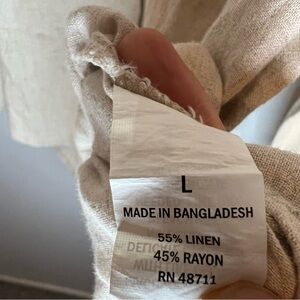 L
MADE IN BANGLADESH
55% LINEN
45% RAYON
RN 48711